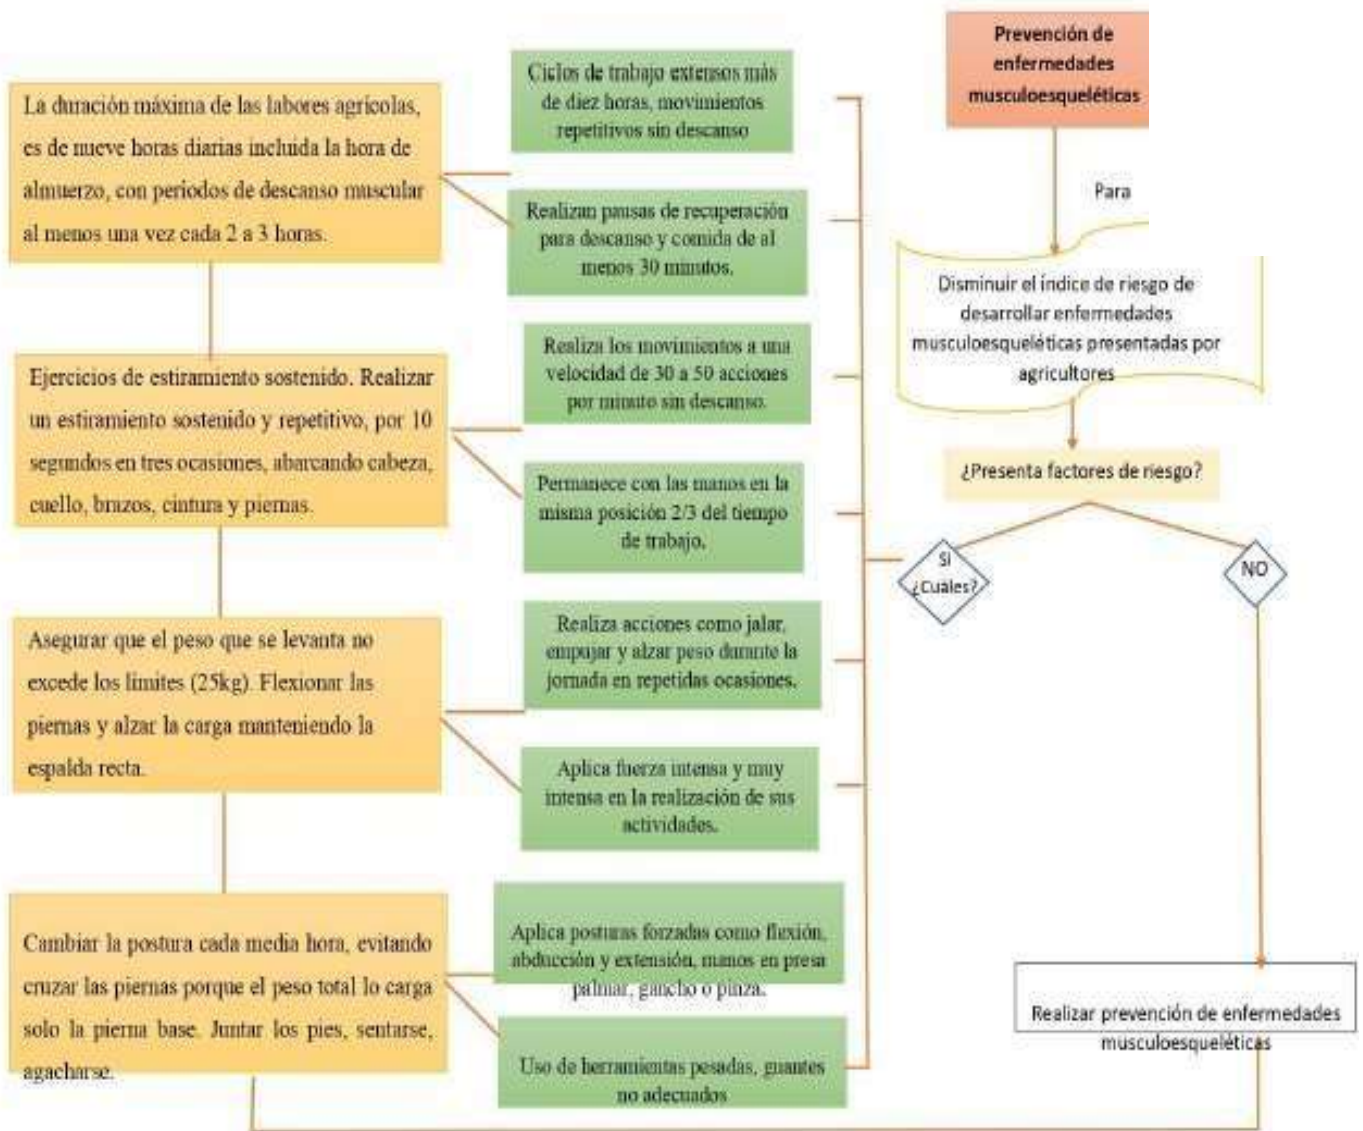 Prevención de
enfermedades
musculoesqueléticas
Para
Disminuir el índice de riesgo de
desarrollar enfermedades
musculoesqueléticas presentadas por
agricultores
¿Presenta factores de riesgo?
SI
¿Cuáles?
NO
Realizar prevención de enfermedades
musculoesqueléticas
Ciclos de trabajo extensos más
de diez horas, movimientos
repetitivos sin descanso
Realizan pausas de recuperación
para descanso y comida de al
menos 30 minutos.
Realiza los movimientos a una
velocidad de 30 a 50 acciones
por minuto sin descanso.
Permanece con las manos en la
misma posición 2/3 del tiempo
de trabajo.
Realiza acciones como jalar,
empujar y alzar peso durante la
jornada en repetidas ocasiones.
Aplica fuerza intensa y muy
intensa en la realización de sus
actividades.
Aplica posturas forzadas como flexión,
abducción y extensión, manos en presa
palmar, gancho o pinza.
Uso de herramientas pesadas, guantes
no adecuados
La duración máxima de las labores agrícolas,
es de nueve horas diarias incluida la hora de
almuerzo, con periodos de descanso muscular
al menos una vez cada 2 a 3 horas.
Ejercicios de estiramiento sostenido. Realizar
un estiramiento sostenido y repetitivo, por 10
segundos en tres ocasiones, abarcando cabeza,
cuello, brazos, cintura y piernas.
Asegurar que el peso que se levanta no
excede los límites (25kg). Flexionar las
piernas y alzar la carga manteniendo la
espalda recta.
Cambiar la postura cada media hora, evitando
cruzar las piernas porque el peso total lo carga
solo la pierna base. Juntar los pies, sentarse,
agacharse.